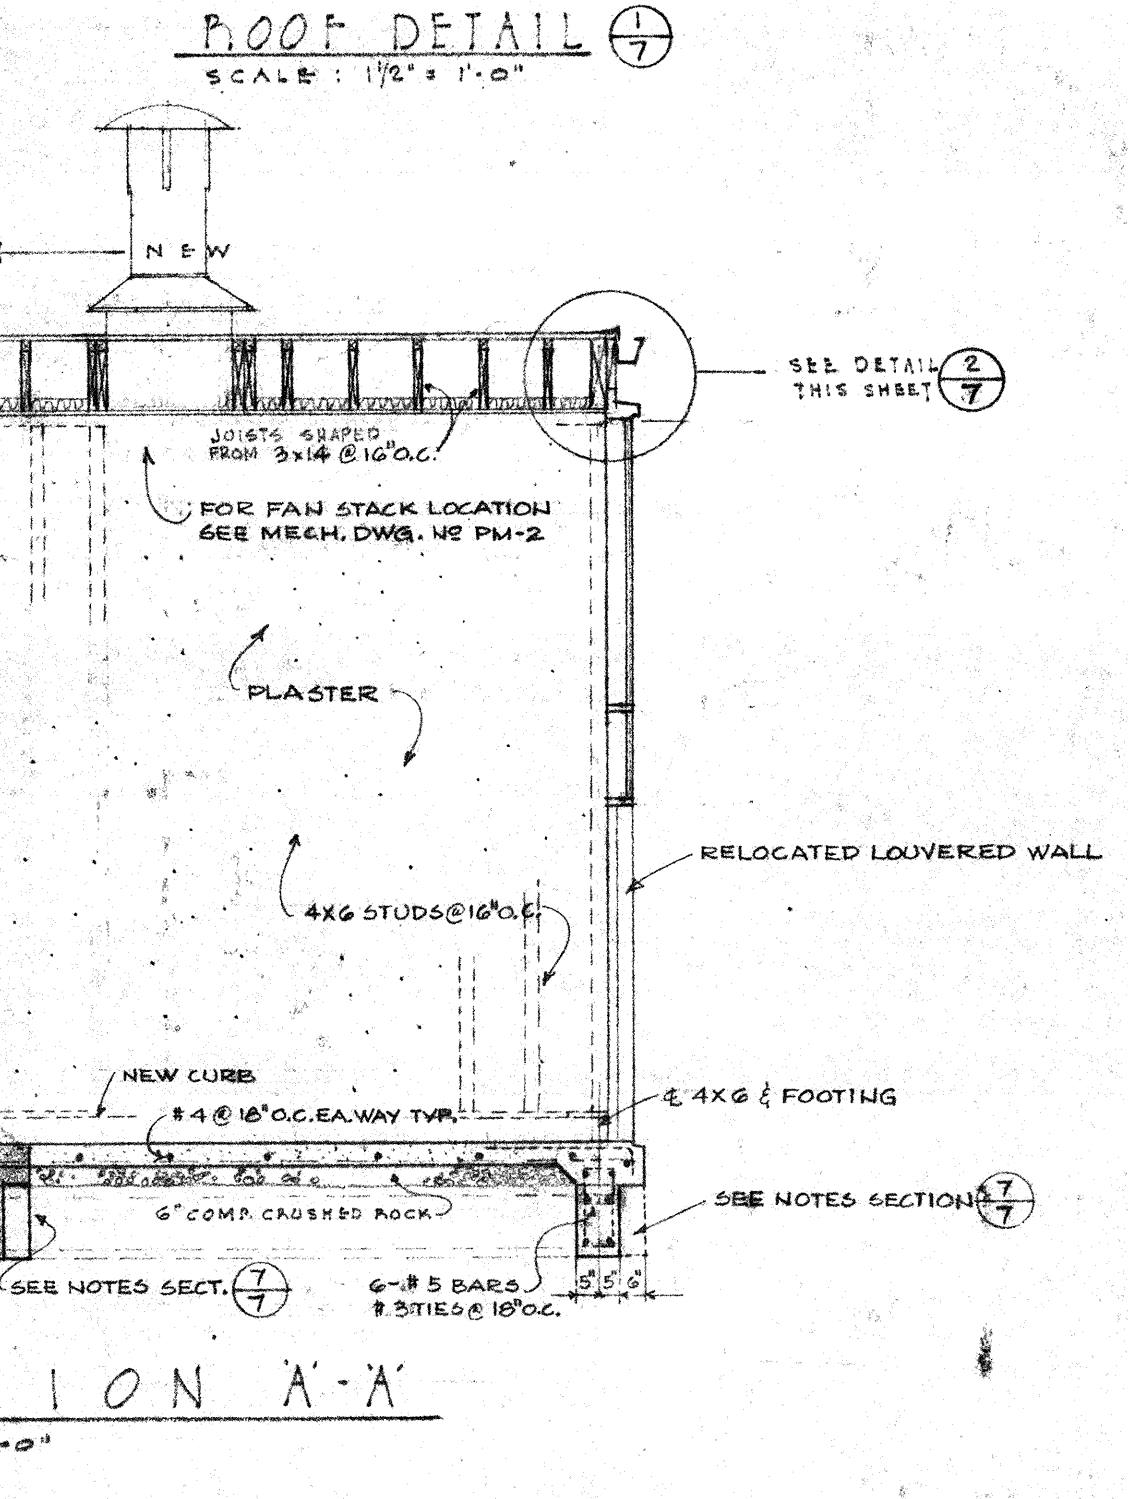 ROOF DETAIL 1/7
SCALE: 1 1/2" = 1'-0"
NEW
SEE DETAIL 2/7
THIS SHEET
JOISTS SHAPED
FROM 3x14 @ 16" O.C.
FOR FAN STACK LOCATION
SEE MECH. DWG. No PM-2
PLASTER
RELOCATED LOUVERED WALL
4X6 STUDS @ 16" O.C.
NEW CURB
#4 @ 18" O.C. EA. WAY TYP.
℄ 4X6 & FOOTING
6" COMP. CRUSHED ROCK
SEE NOTES SECTION 7/7
SEE NOTES SECT. 7/7
6-#5 BARS
#3 TIES @ 18" O.C.
5" 5" 6"
ION 'A'-'A'
-0"